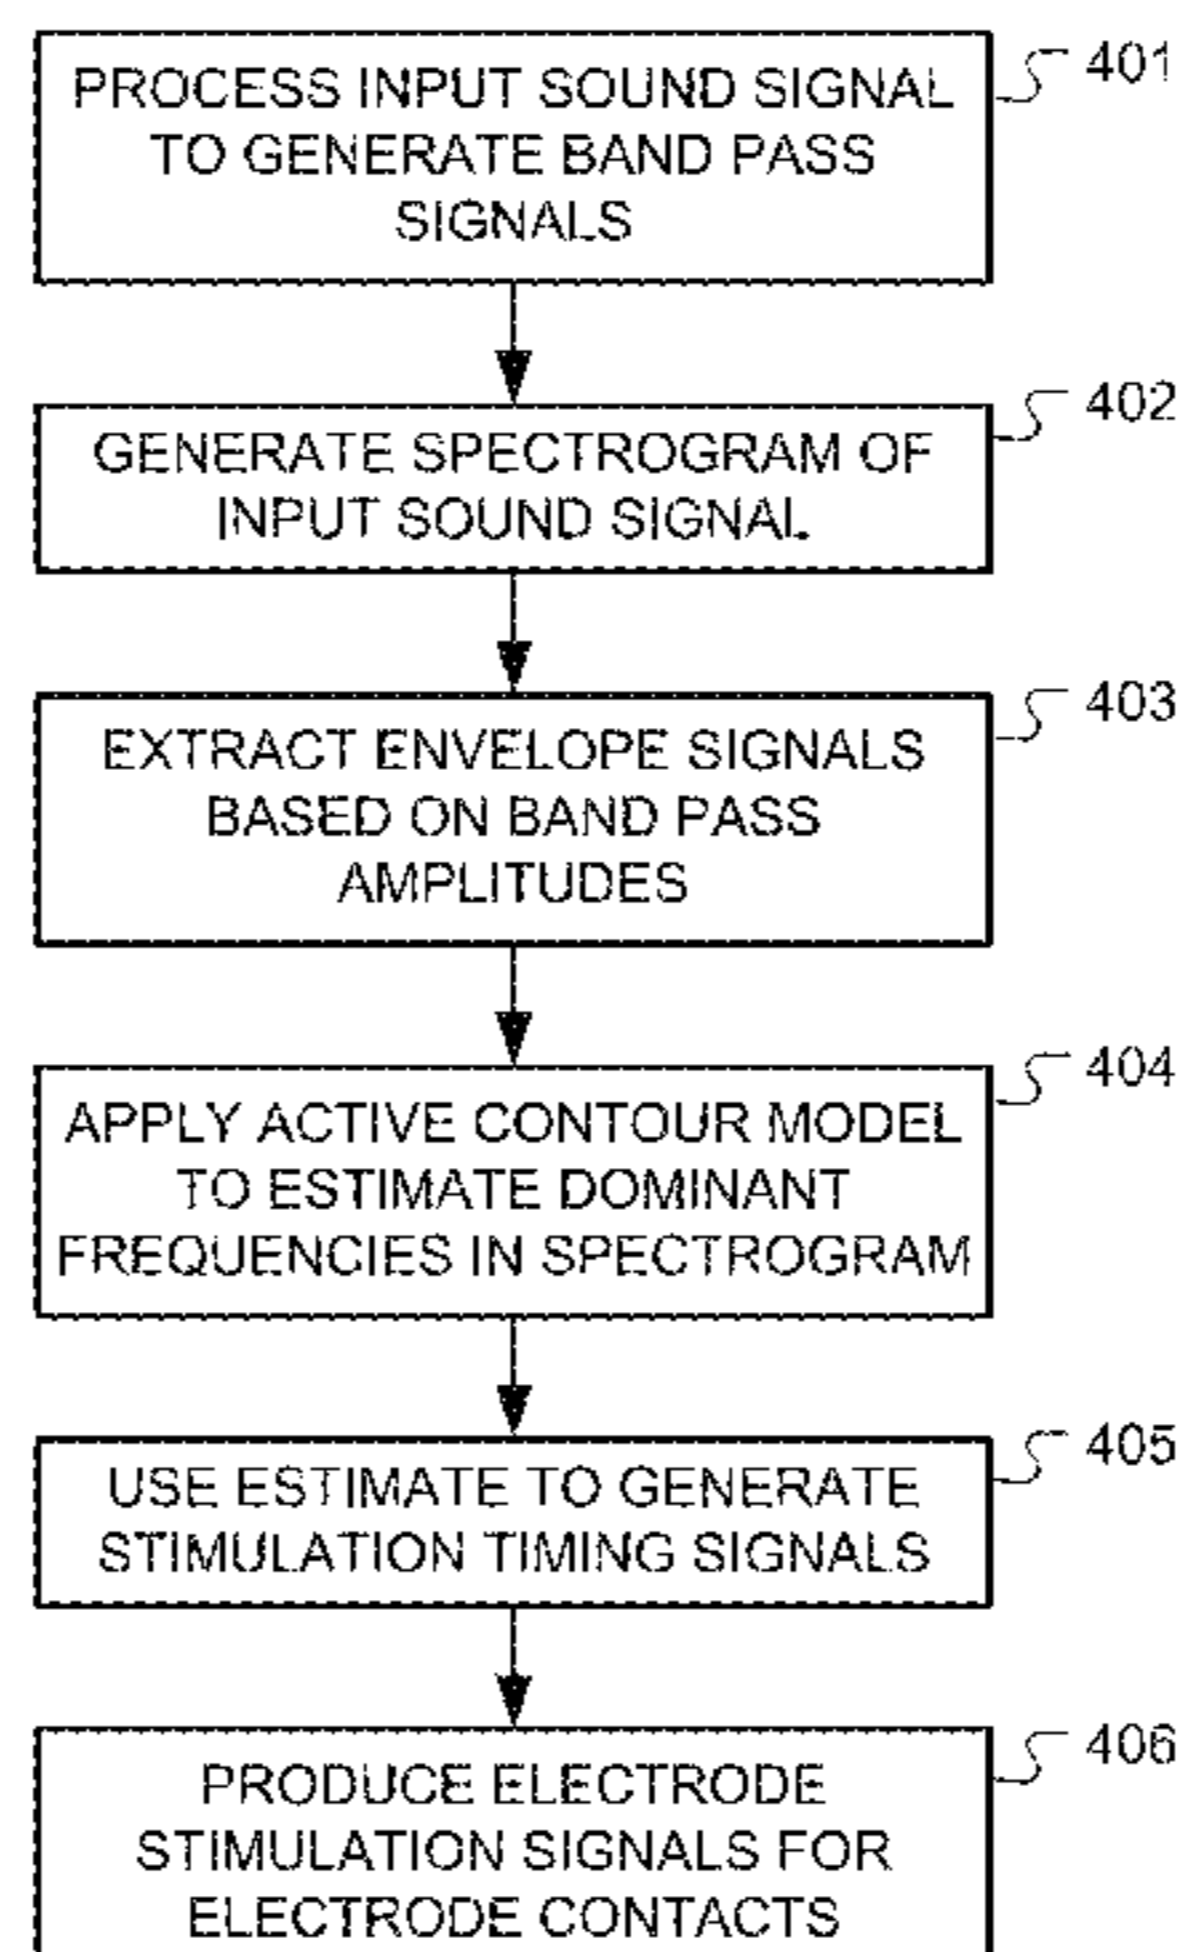 PROCESS INPUT SOUND SIGNAL
TO GENERATE BAND PASS
SIGNALS
401
GENERATE SPECTROGRAM OF
INPUT SOUND SIGNAL
402
EXTRACT ENVELOPE SIGNALS
BASED ON BAND PASS
AMPLITUDES
403
APPLY ACTIVE CONTOUR MODEL
TO ESTIMATE DOMINANT
FREQUENCIES IN SPECTROGRAM
404
USE ESTIMATE TO GENERATE
STIMULATION TIMING SIGNALS
405
PRODUCE ELECTRODE
STIMULATION SIGNALS FOR
ELECTRODE CONTACTS
406